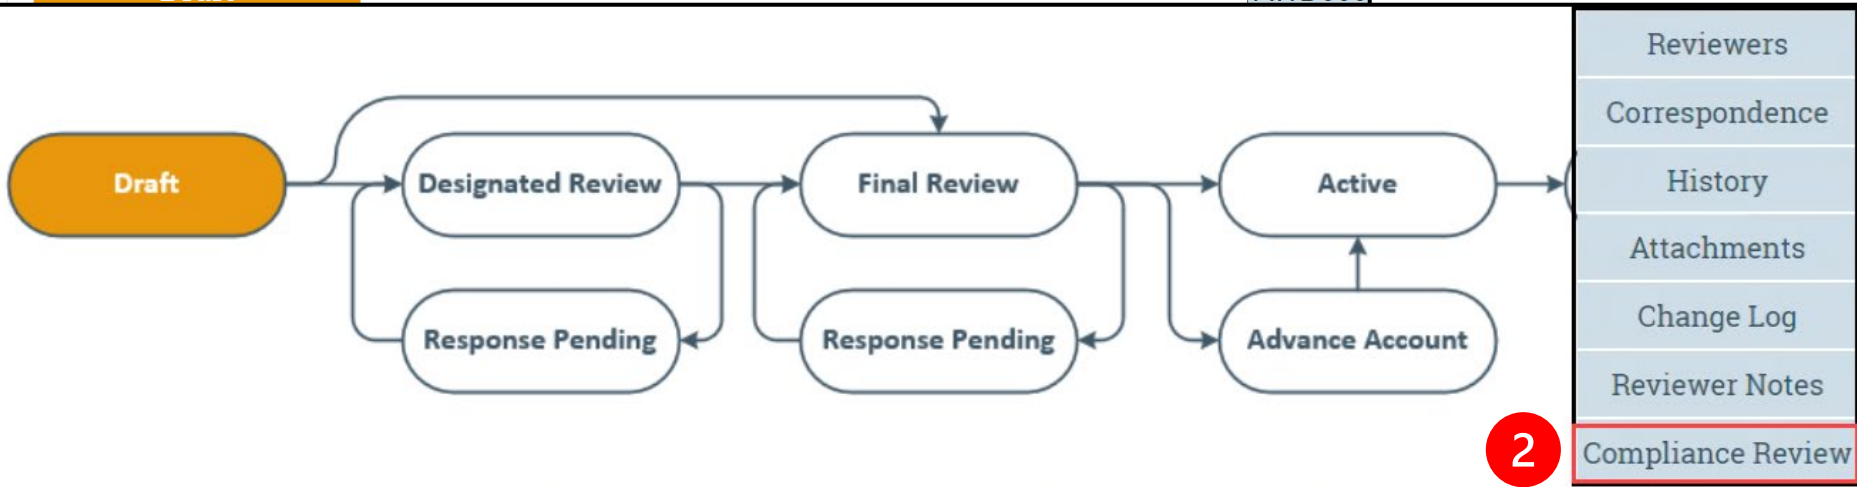 Draft
Designated Review
Final Review
Active
Response Pending
Response Pending
Advance Account
Reviewers
Correspondence
History
Attachments
Change Log
Reviewer Notes
2
Compliance Review